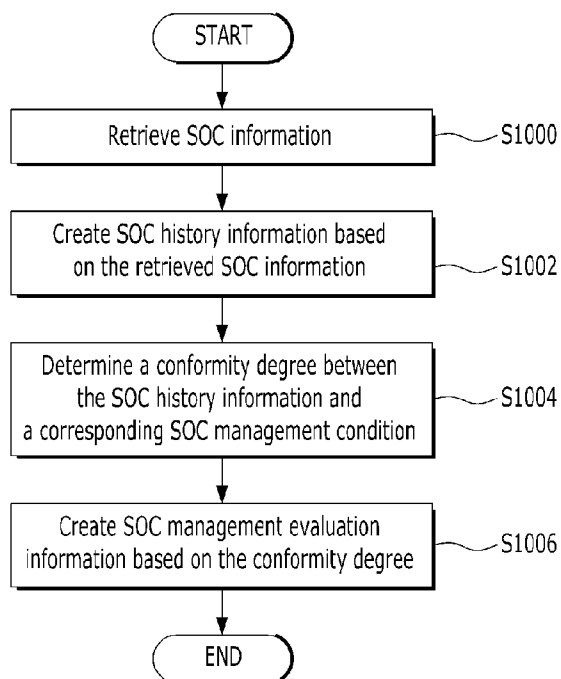 START
Retrieve SOC information
S1000
Create SOC history information based
on the retrieved SOC information
S1002
Determine a conformity degree between
the SOC history information and
a corresponding SOC management condition
S1004
Create SOC management evaluation
information based on the conformity degree
S1006
END